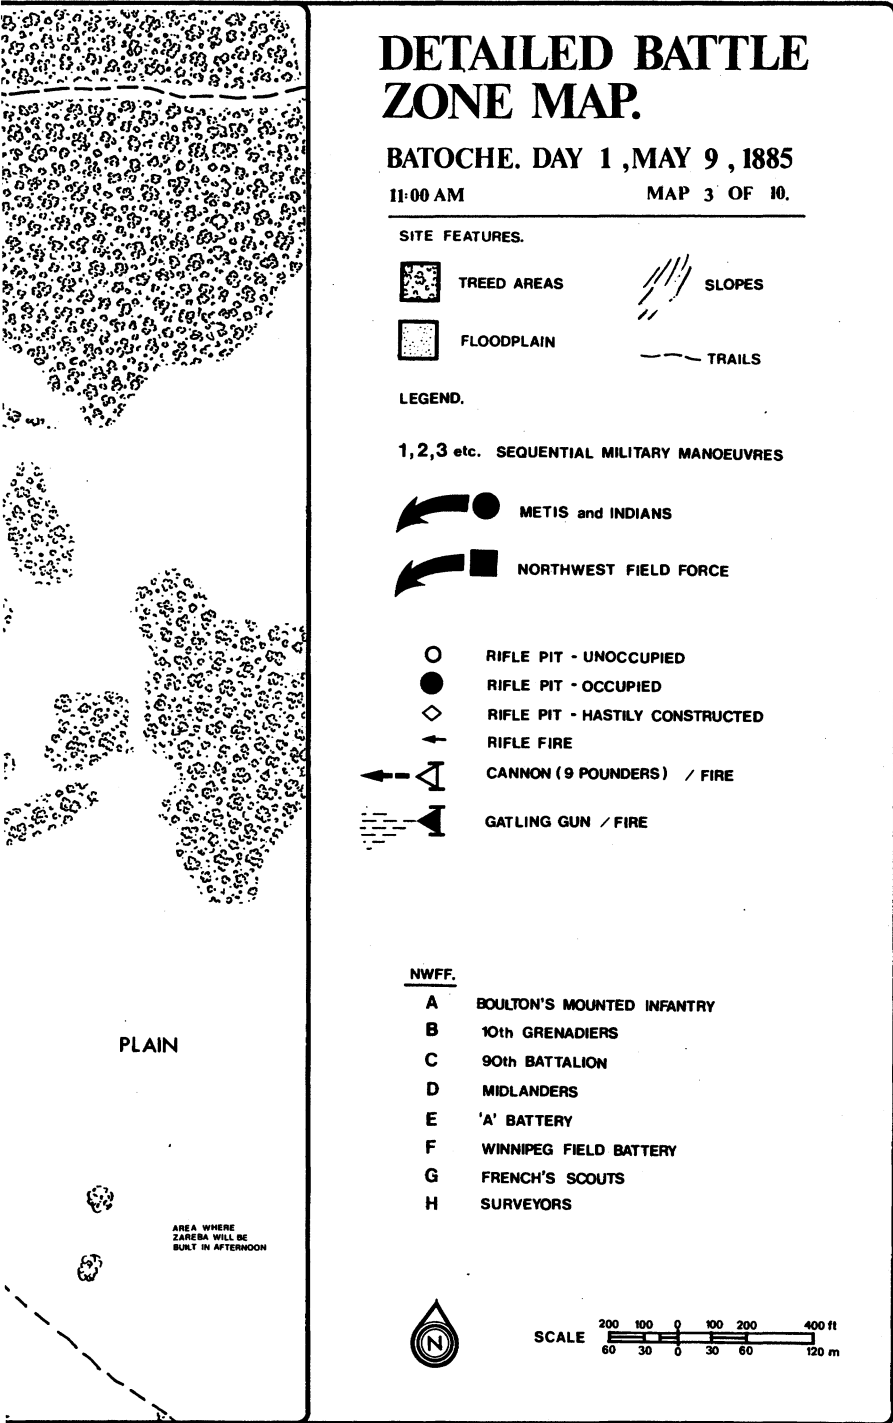 DETAILED BATTLE
ZONE MAP.
BATOCHE. DAY 1 , MAY 9 , 1885
11:00 AM MAP 3 OF 10.
SITE FEATURES.
TREED AREAS
SLOPES
FLOODPLAIN
TRAILS
LEGEND.
1,2,3 etc. SEQUENTIAL MILITARY MANOEUVRES
METIS and INDIANS
NORTHWEST FIELD FORCE
RIFLE PIT - UNOCCUPIED
RIFLE PIT - OCCUPIED
RIFLE PIT - HASTILY CONSTRUCTED
RIFLE FIRE
CANNON (9 POUNDERS) / FIRE
GATLING GUN / FIRE
NWFF.
A BOULTON'S MOUNTED INFANTRY
B 10th GRENADIERS
C 90th BATTALION
D MIDLANDERS
E 'A' BATTERY
F WINNIPEG FIELD BATTERY
G FRENCH'S SCOUTS
H SURVEYORS
PLAIN
AREA WHERE
ZAREBA WILL BE
BUILT IN AFTERNOON
N
SCALE
200 100 0 100 200 400 ft
60 30 0 30 60 120 m